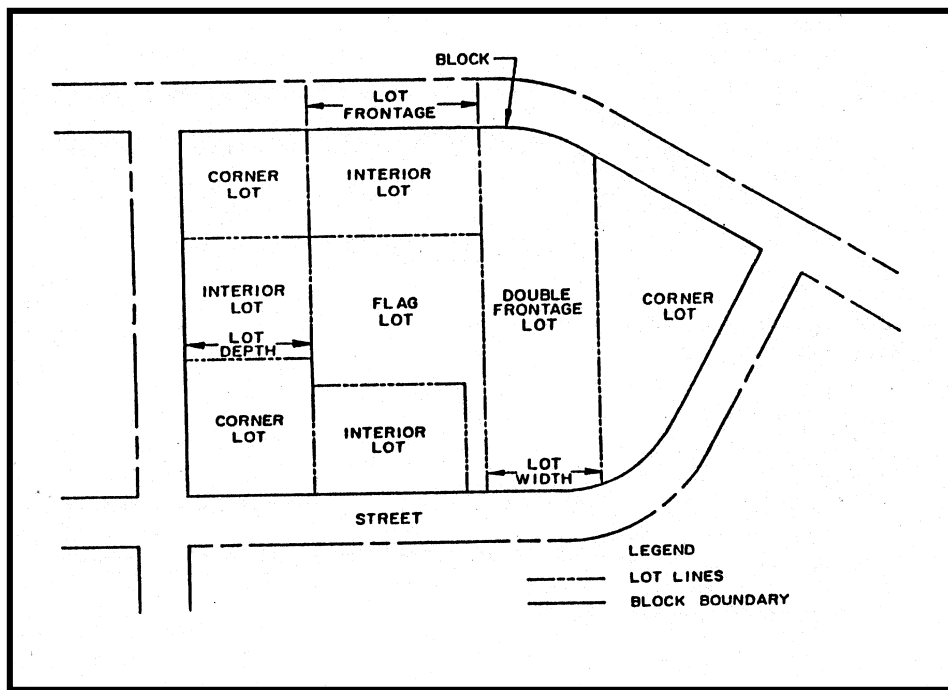 BLOCK
LOT
FRONTAGE
CORNER
LOT
INTERIOR
LOT
INTERIOR
LOT
LOT
DEPTH
FLAG
LOT
DOUBLE
FRONTAGE
LOT
CORNER
LOT
CORNER
LOT
INTERIOR
LOT
LOT
WIDTH
STREET
LEGEND
LOT LINES
BLOCK BOUNDARY